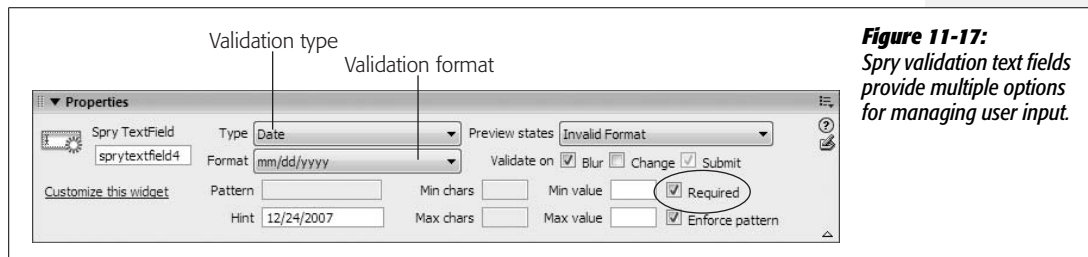 Validation type
Validation format
Properties
Spry TextField
sprytextfield4
Customize this widget
Type Date
Preview states Invalid Format
Format mm/dd/yyyy
Validate on Blur Change Submit
Pattern
Min chars
Min value
Required
Hint 12/24/2007
Max chars
Max value
Enforce pattern
Figure 11-17:
Spry validation text fields
provide multiple options
for managing user input.